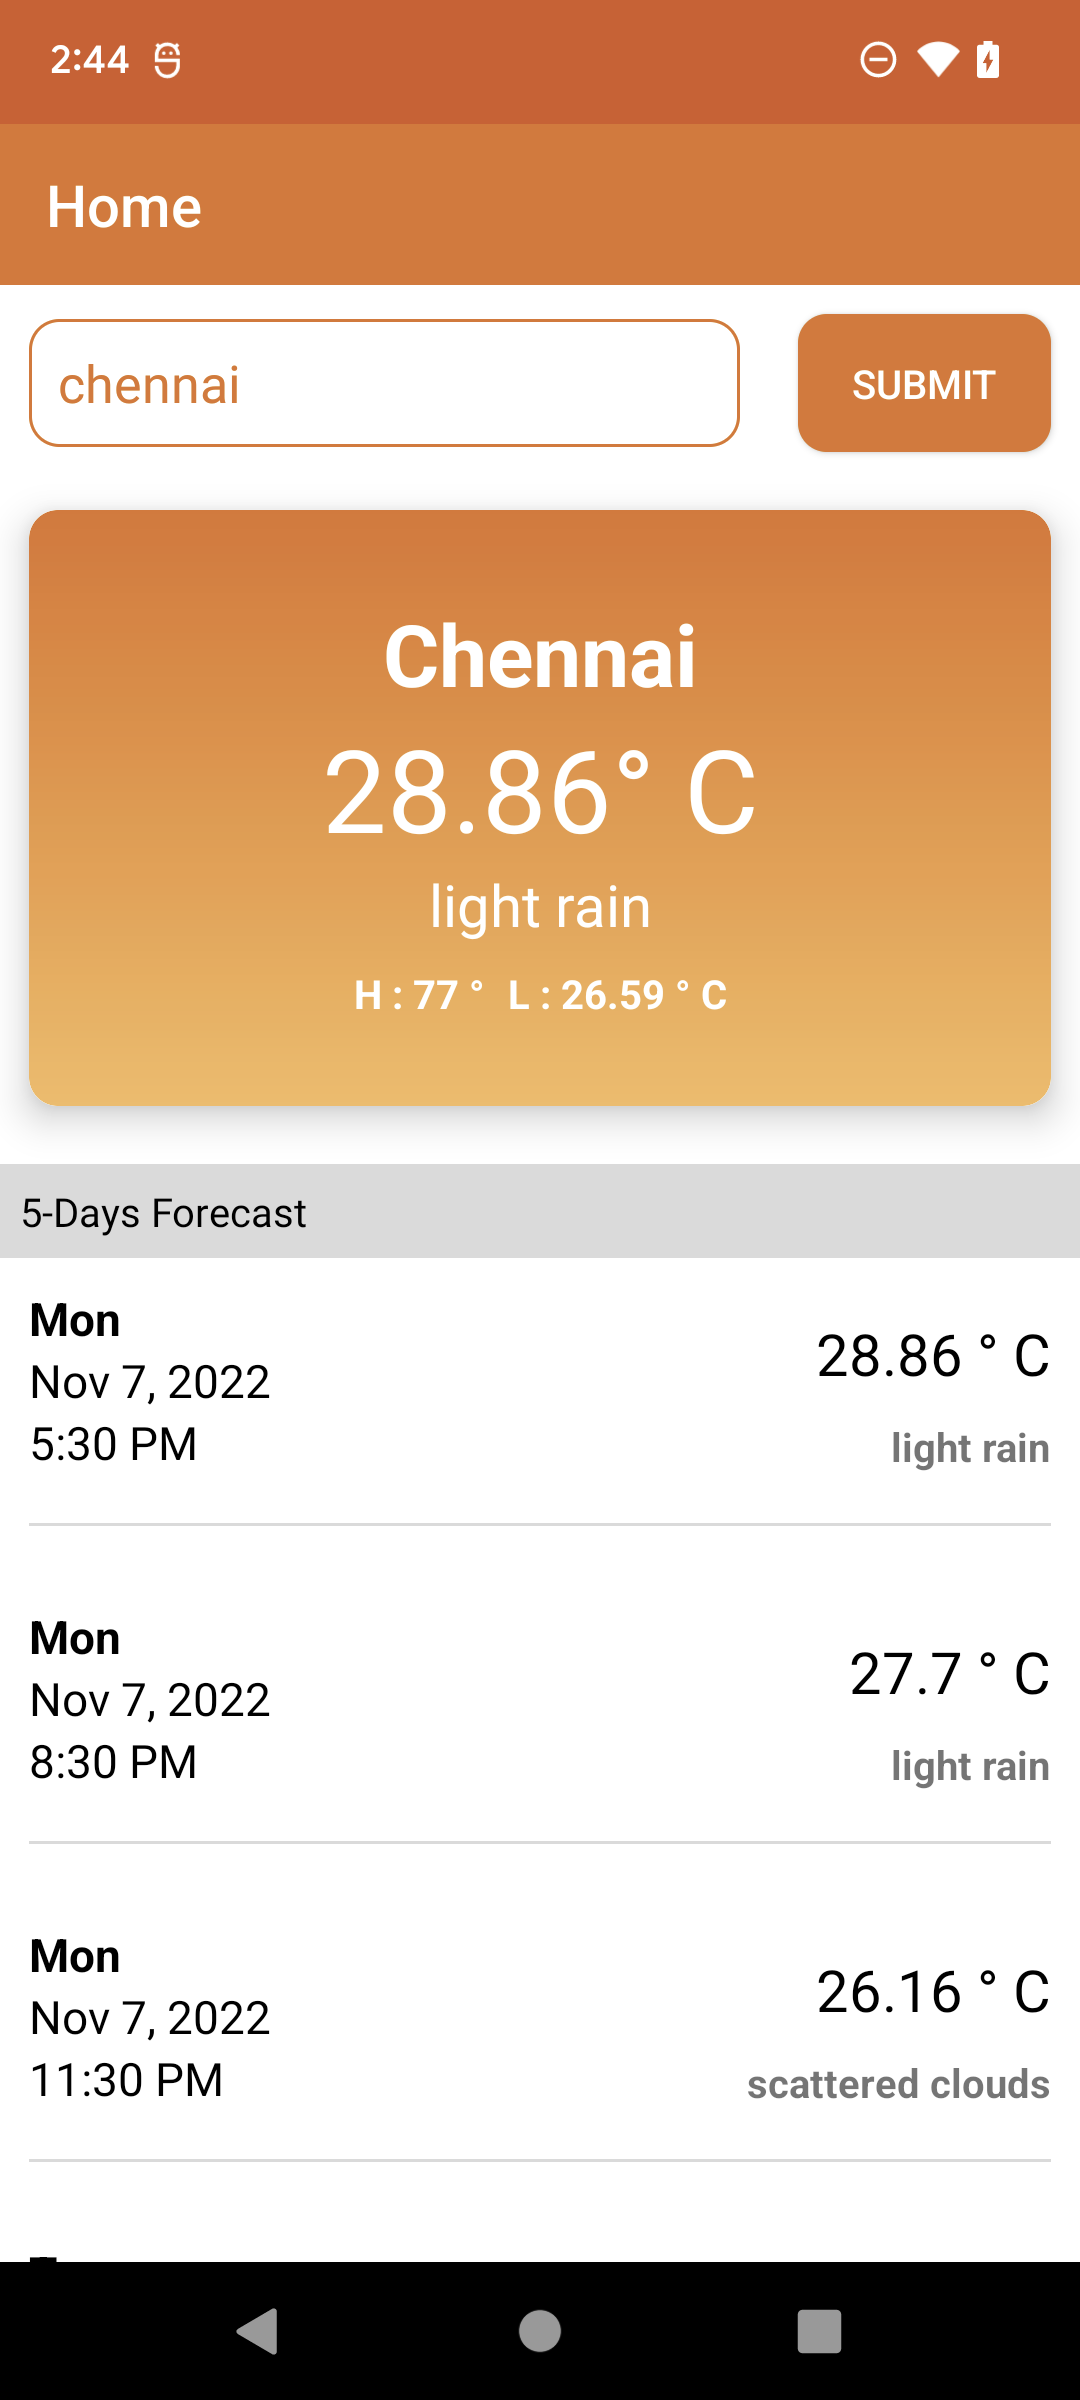 2:44
Home
chennai
SUBMIT
Chennai
28.86° C
light rain
H : 77 ° L : 26.59 ° C
5-Days Forecast
Mon
Nov 7, 2022
5:30 PM
28.86 ° C
light rain
Mon
Nov 7, 2022
8:30 PM
27.7 ° C
light rain
Mon
Nov 7, 2022
11:30 PM
26.16 ° C
scattered clouds